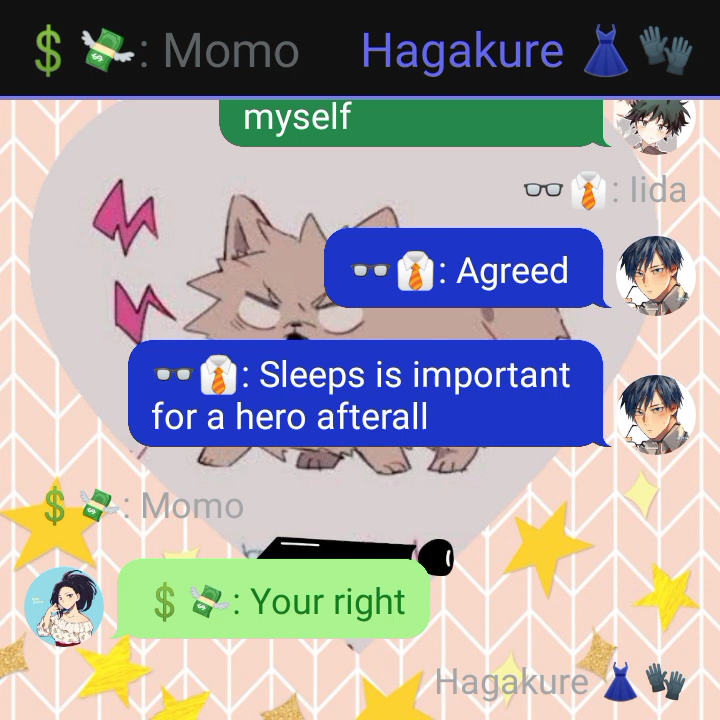 $ 💸: Momo Hagakure 👗🧤
myself
👓👔: Iida
👓👔: Agreed
👓👔: Sleeps is important
for a hero afterall
$ 💸: Momo
$ 💸: Your right
Hagakure 👗🧤